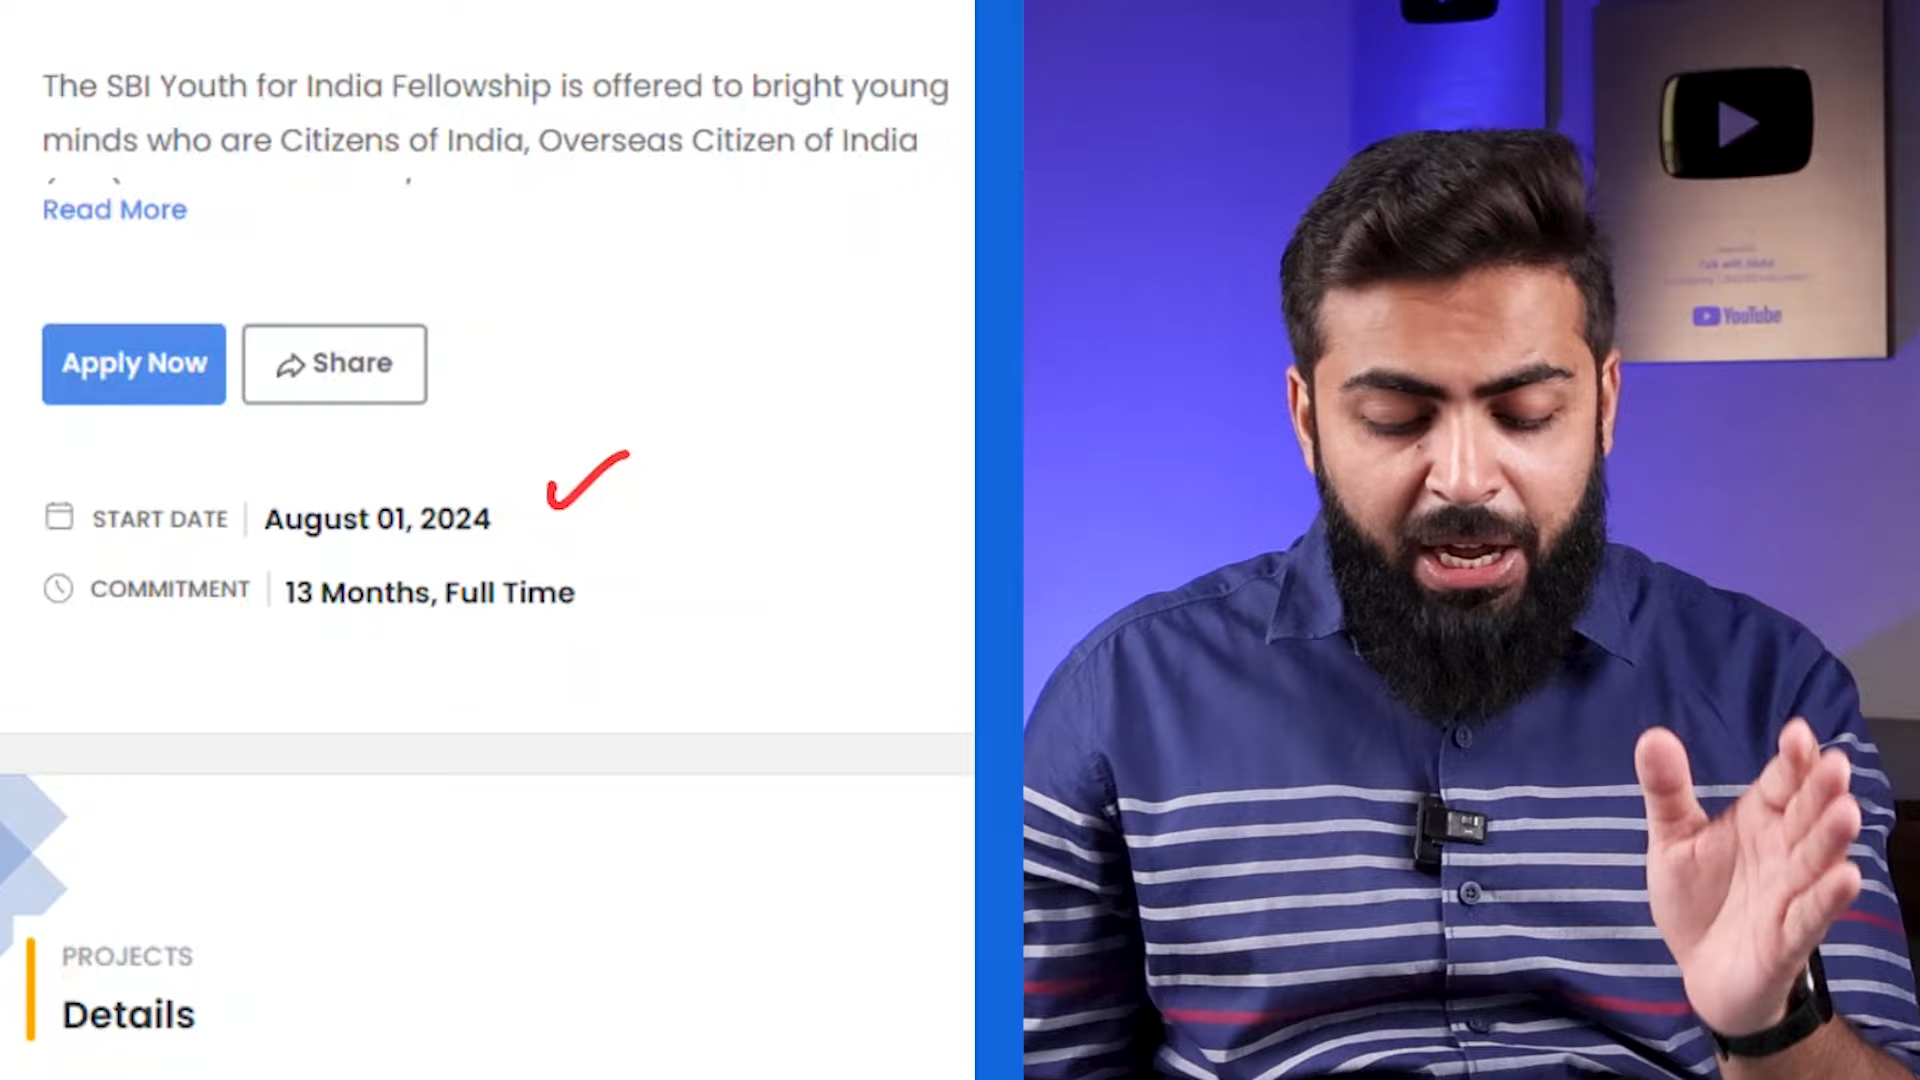 The SBI Youth for India Fellowship is offered to bright young
minds who are Citizens of India, Overseas Citizen of India
Read More
Apply Now
Share
START DATE
August 01, 2024
COMMITMENT
13 Months, Full Time
PROJECTS
Details
YouTube